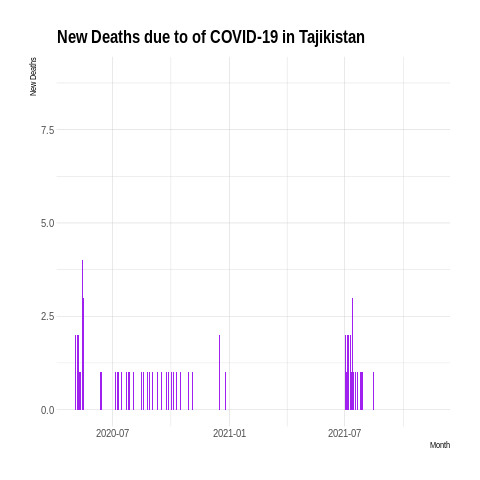 New Deaths due to of COVID-19 in Tajikistan
New Deaths
7.5
5.0
2.5
0.0
2020-07
2021-01
2021-07
Month